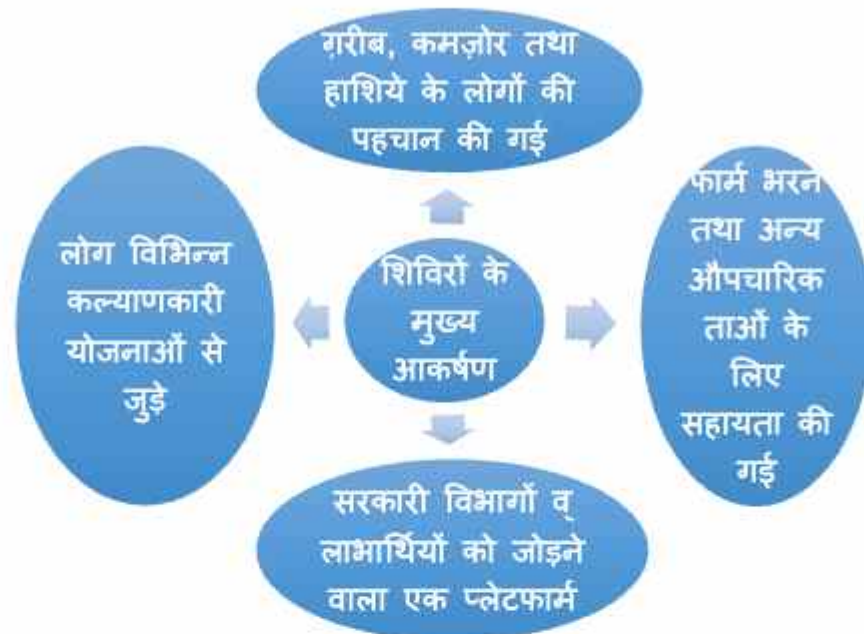 ग़रीब, कमज़ोर तथा
हाशिये के लोगों की
पहचान की गई
लोग विभिन्न
कल्याणकारी
योजनाओं से
जुड़े
शिविरों के
मुख्य
आकर्षण
फार्म भरन
तथा अन्य
औपचारिक
ताओं के
लिए
सहायता की
गई
सरकारी विभागों व्
लाभार्थियों को जोड़ने
वाला एक प्लेटफार्म